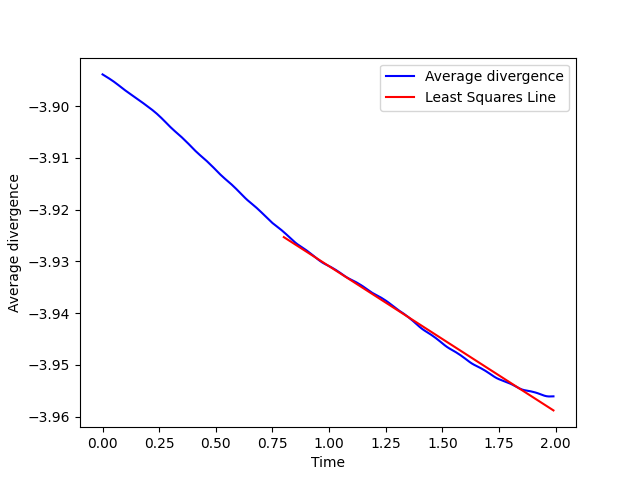 Average divergence
Least Squares Line
−3.90
−3.91
−3.92
−3.93
−3.94
−3.95
−3.96
Average divergence
0.00 0.25 0.50 0.75 1.00 1.25 1.50 1.75 2.00
Time